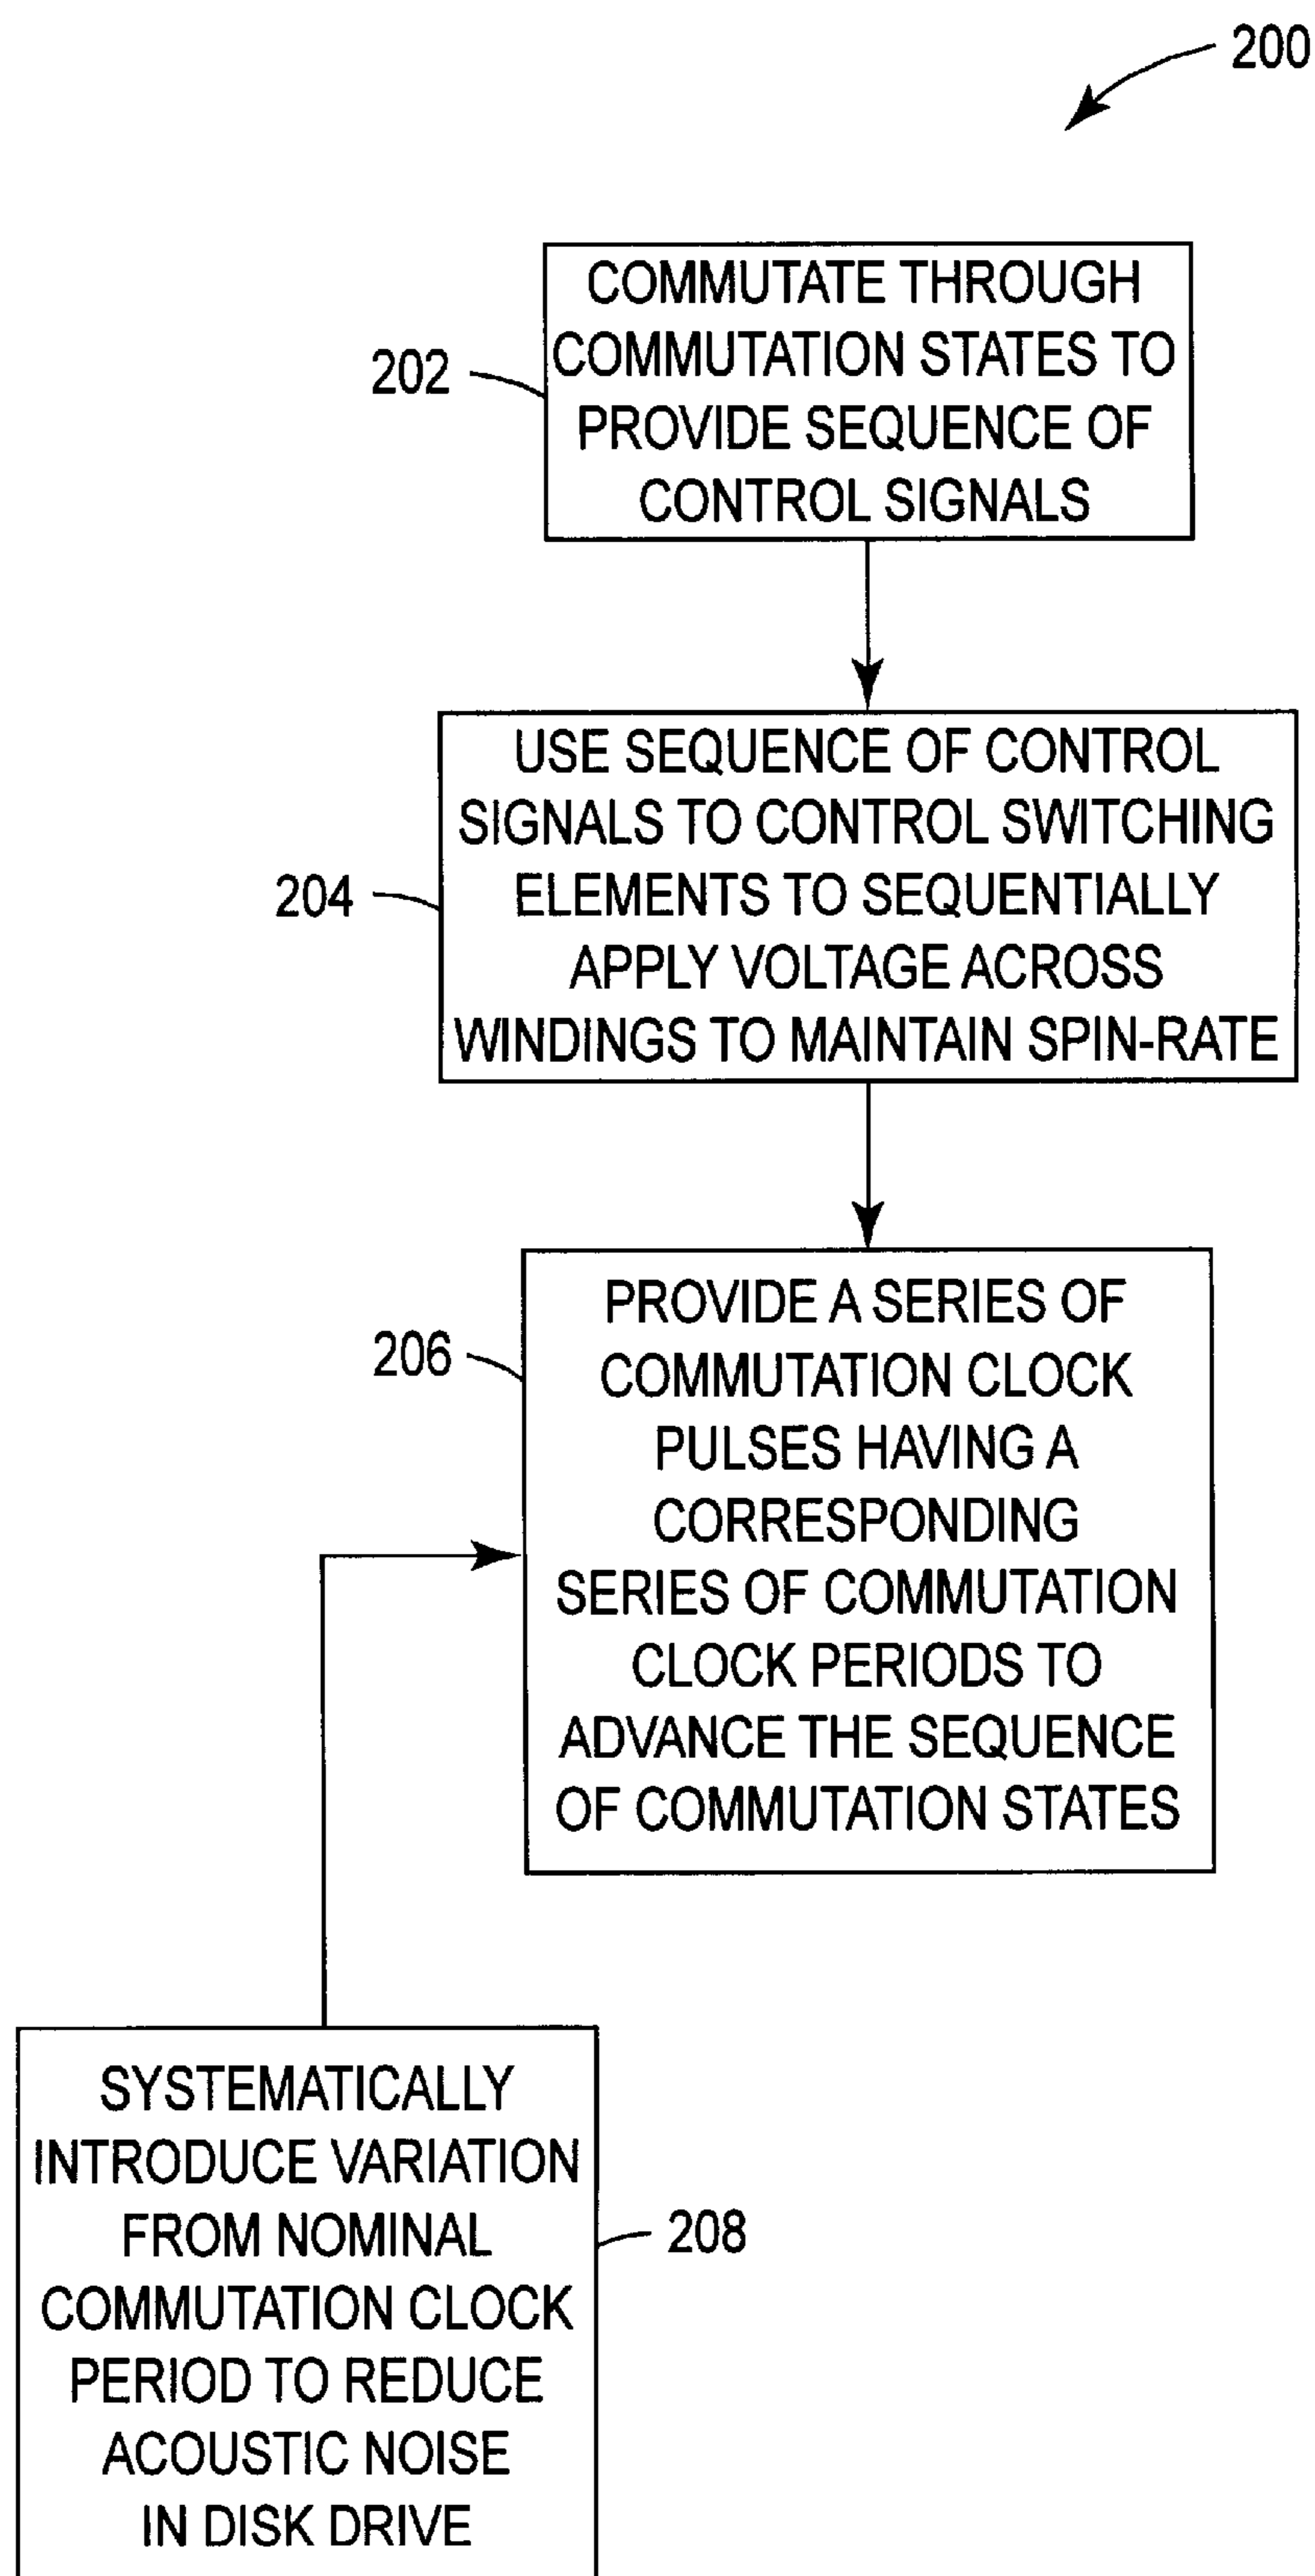 200
COMMUTATE THROUGH
COMMUTATION STATES TO
PROVIDE SEQUENCE OF
CONTROL SIGNALS
202
USE SEQUENCE OF CONTROL
SIGNALS TO CONTROL SWITCHING
ELEMENTS TO SEQUENTIALLY
APPLY VOLTAGE ACROSS
WINDINGS TO MAINTAIN SPIN-RATE
204
PROVIDE A SERIES OF
COMMUTATION CLOCK
PULSES HAVING A
CORRESPONDING
SERIES OF COMMUTATION
CLOCK PERIODS TO
ADVANCE THE SEQUENCE
OF COMMUTATION STATES
206
SYSTEMATICALLY
INTRODUCE VARIATION
FROM NOMINAL
COMMUTATION CLOCK
PERIOD TO REDUCE
ACOUSTIC NOISE
IN DISK DRIVE
208